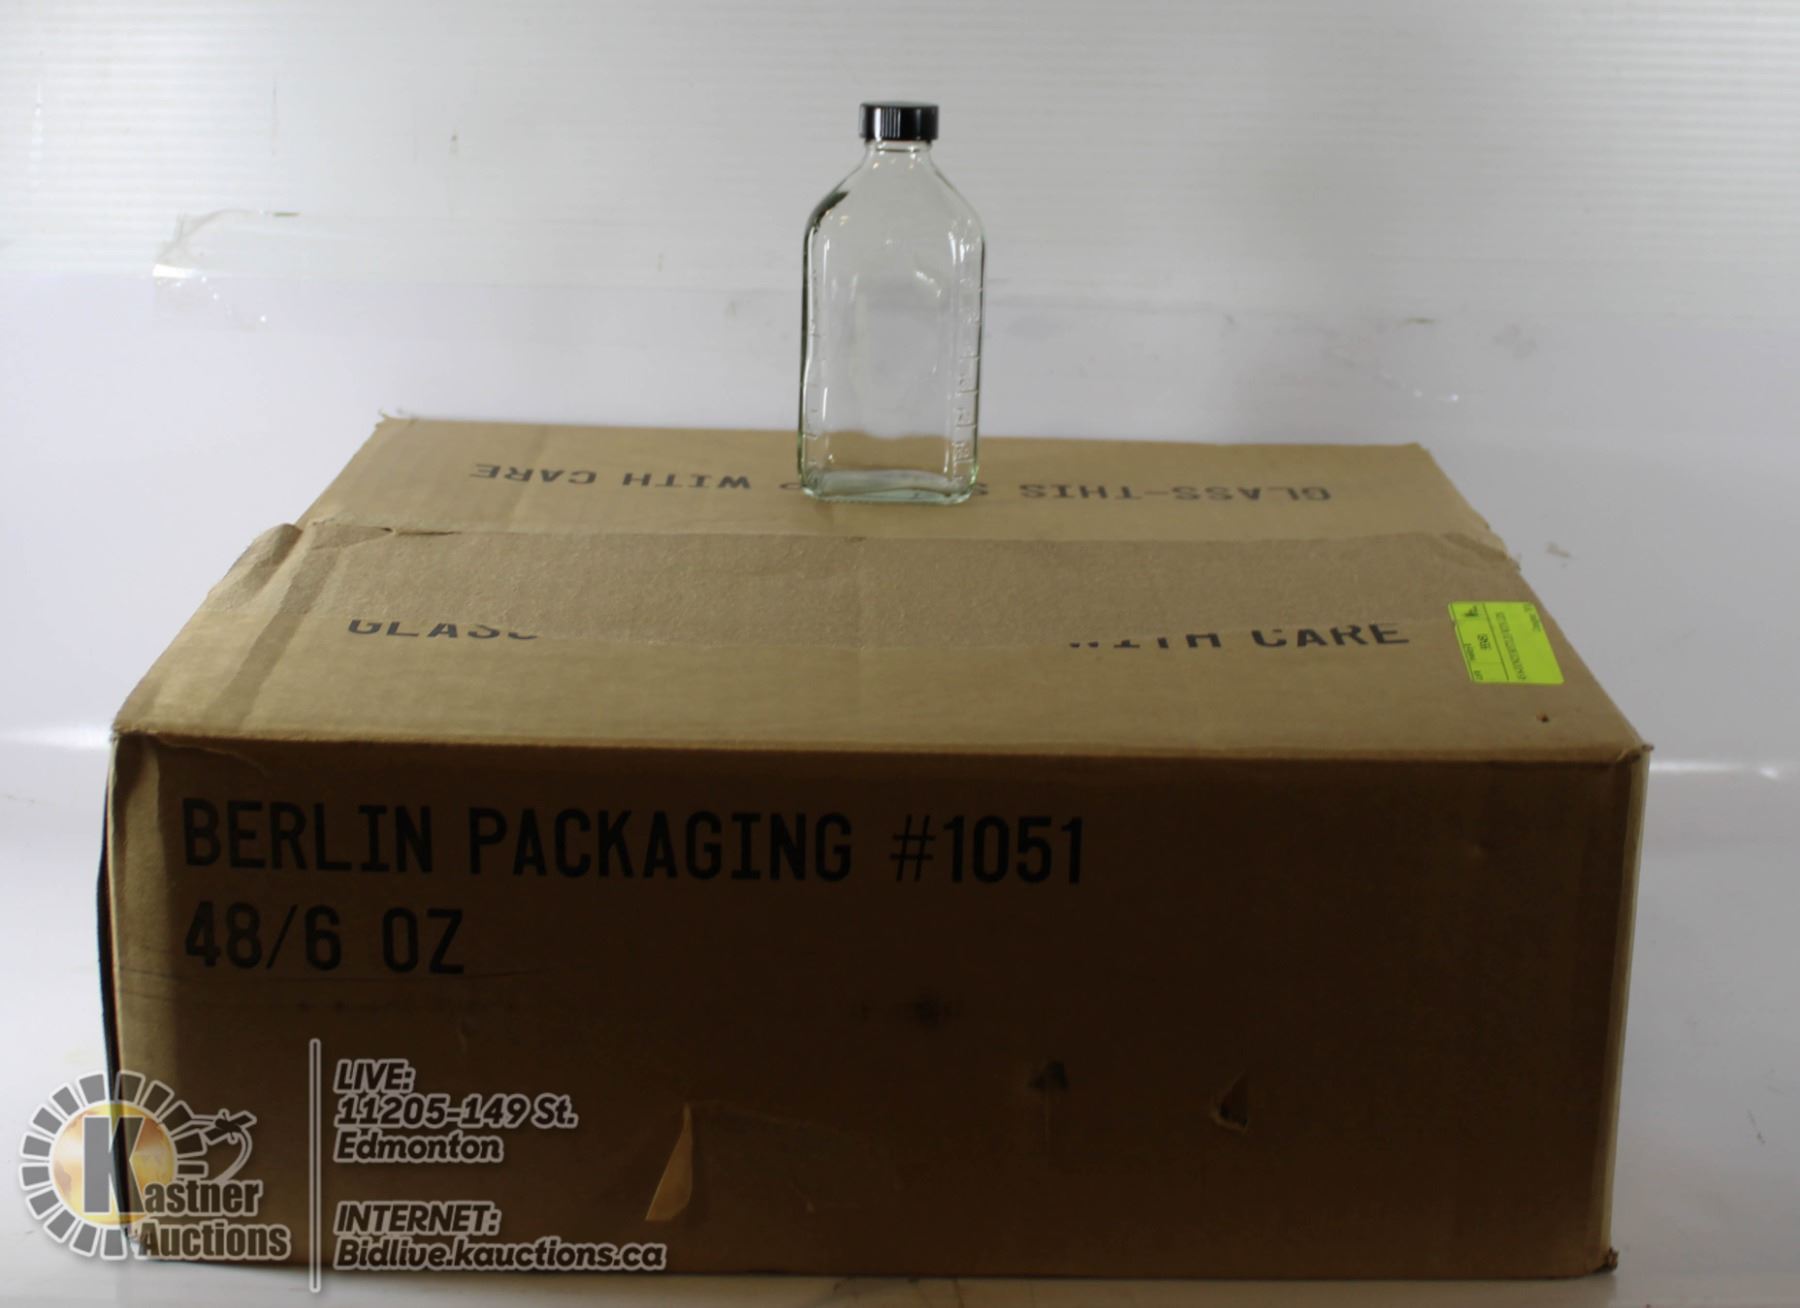 GLASS-THIS S WITH CARE
GLASS WITH CARE
BERLIN PACKAGING #1051
48/6 OZ
Kastner
Auctions
LIVE:
11205-149 St.
Edmonton
INTERNET:
Bidlive.kauctions.ca